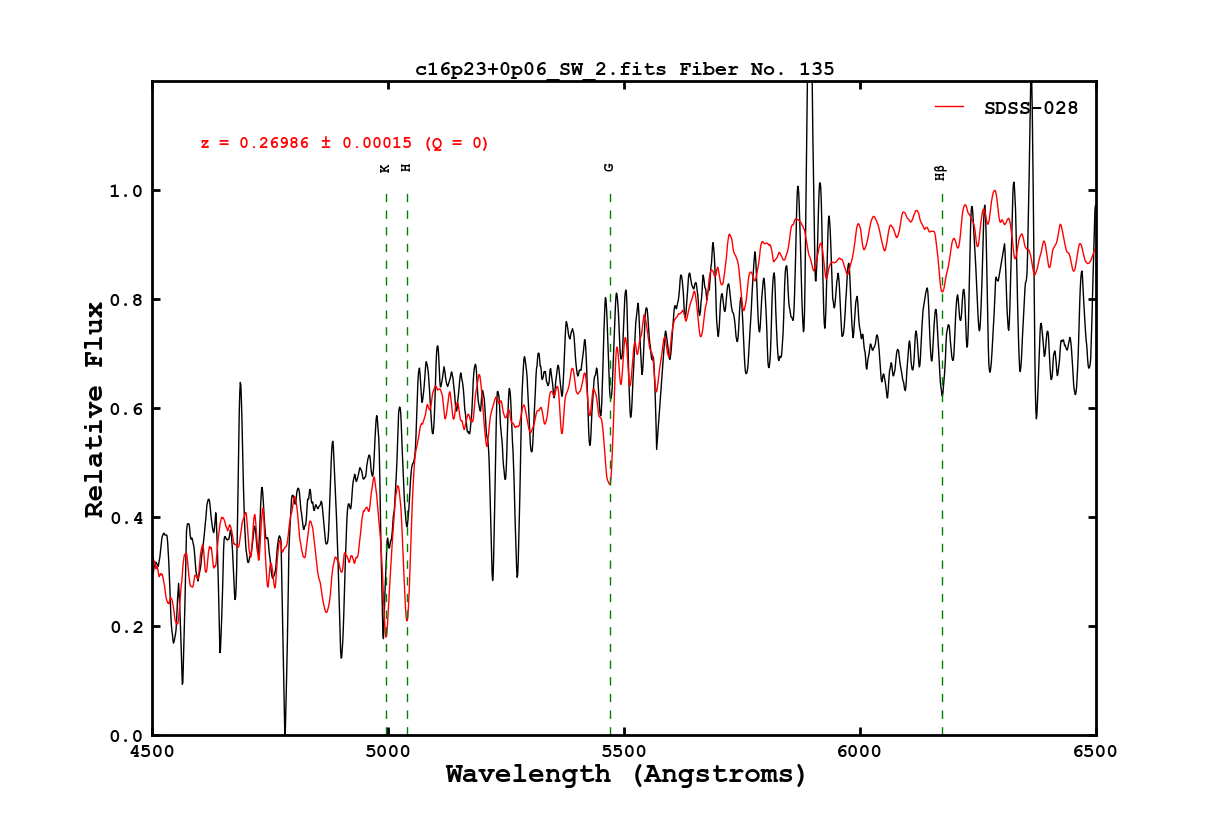 c16p23+0p06_SW_2.fits Fiber No. 135
SDSS-028
z = 0.26986 ± 0.00015 (Q = 0)
K
H
G
Hβ
1.0
0.8
0.6
0.4
0.2
0.0
Relative Flux
4500 5000 5500 6000 6500
Wavelength (Angstroms)